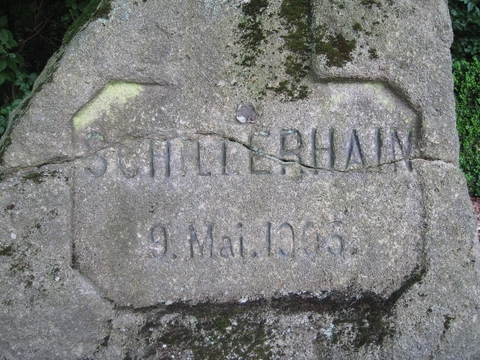 SCHILLERHAIN
9. Mai. 1905.